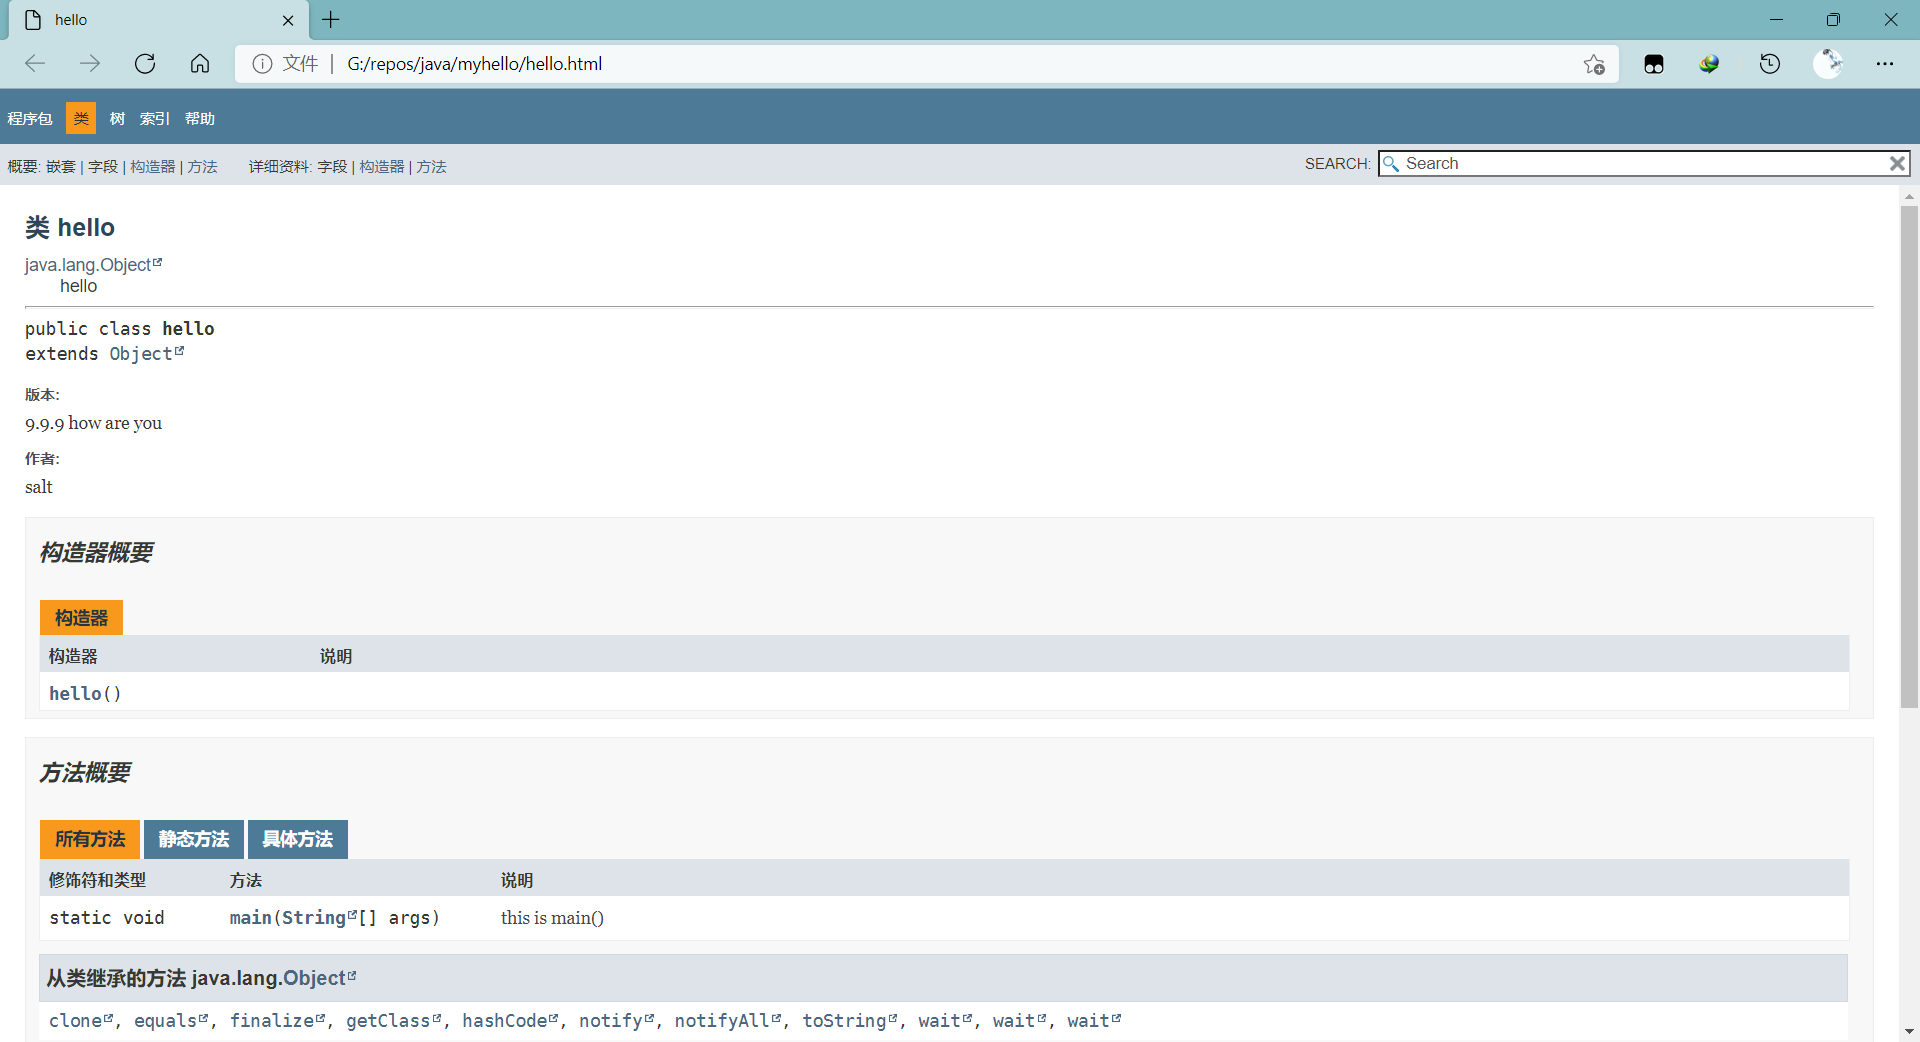 hello
文件 | G:/repos/java/myhello/hello.html
程序包 类 树 索引 帮助
概要: 嵌套 | 字段 | 构造器 | 方法 详细资料: 字段 | 构造器 | 方法 SEARCH: Search
类 hello
java.lang.Object
hello
public class hello
extends Object
版本:
9.9.9 how are you
作者:
salt
构造器概要
构造器
构造器 说明
hello()
方法概要
所有方法 静态方法 具体方法
修饰符和类型 方法 说明
static void main(String[] args) this is main()
从类继承的方法 java.lang.Object
clone, equals, finalize, getClass, hashCode, notify, notifyAll, toString, wait, wait, wait